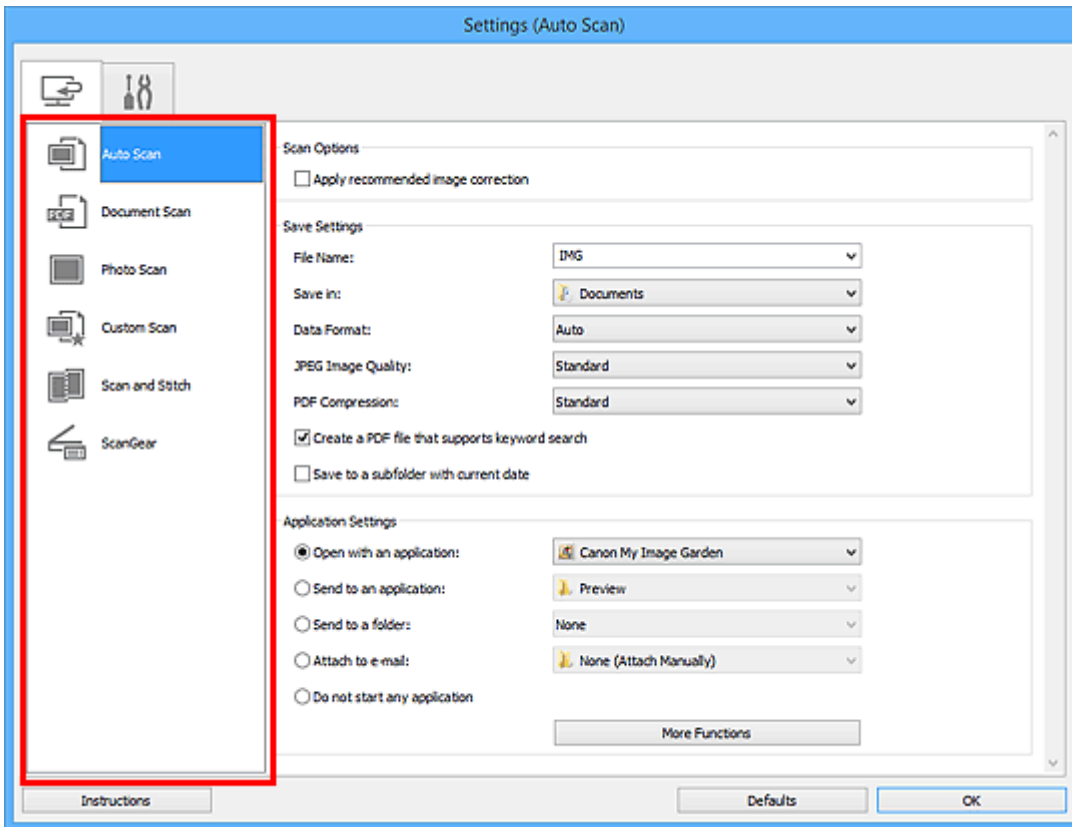 Settings (Auto Scan)
Auto Scan
Document Scan
PDF
Photo Scan
Custom Scan
Scan and Stitch
ScanGear
Scan Options
Apply recommended image correction
Save Settings
File Name: IMG
Save in: Documents
Data Format: Auto
JPEG Image Quality: Standard
PDF Compression: Standard
Create a PDF file that supports keyword search
Save to a subfolder with current date
Application Settings
Open with an application: Canon My Image Garden
Send to an application: Preview
Send to a folder: None
Attach to e-mail: None (Attach Manually)
Do not start any application
More Functions
Instructions Defaults OK